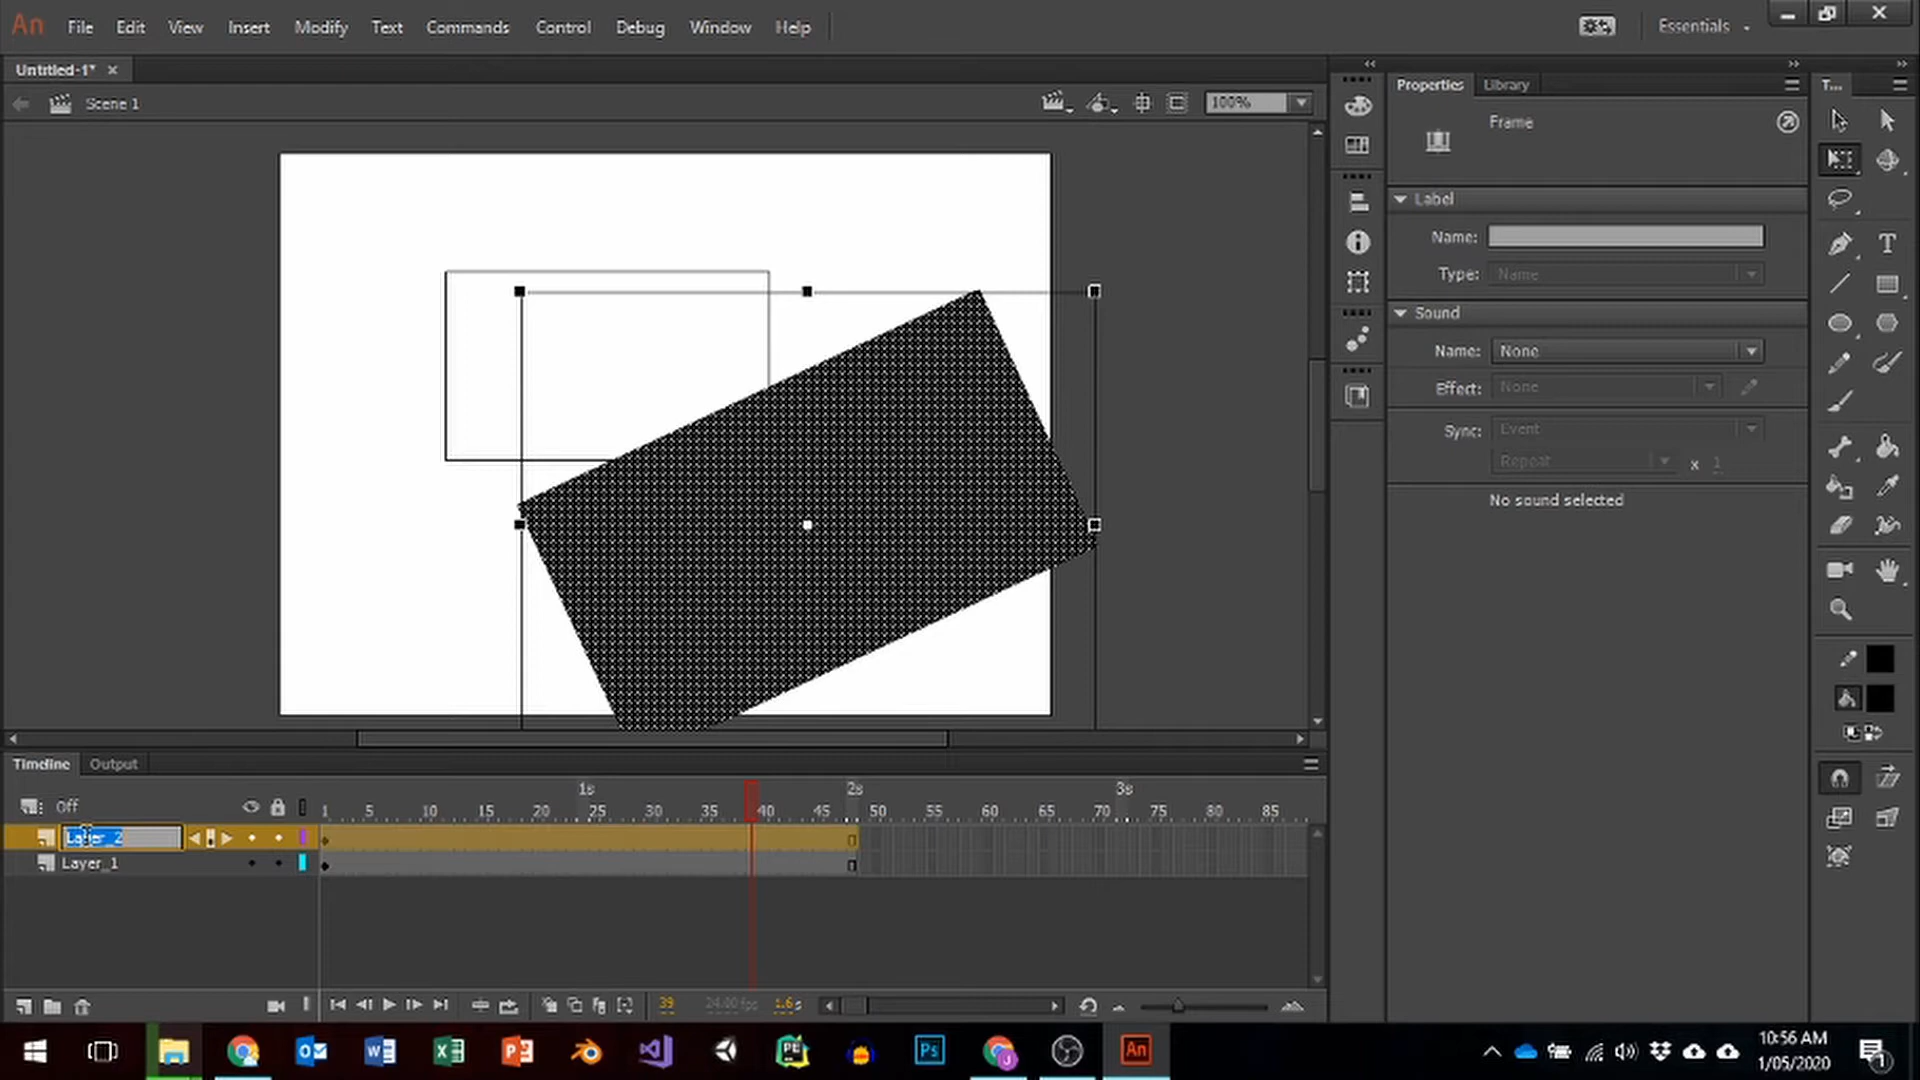 An File Edit View Insert Modify Text Commands Control Debug Window Help Essentials
Untitled-1* ×
Scene 1 100%
Properties Library T...
Frame
Label
Name:
Type: Name
Sound
Name: None
Effect: None
Sync: Event
Repeat x 1
No sound selected
Timeline Output
1s 2s 3s
Off 1 5 10 15 20 25 30 35 40 45 50 55 60 65 70 75 80 85
Layer_2
Layer_1
39 24.00 fps 1.6 s
10:56 AM
1/05/2020
1